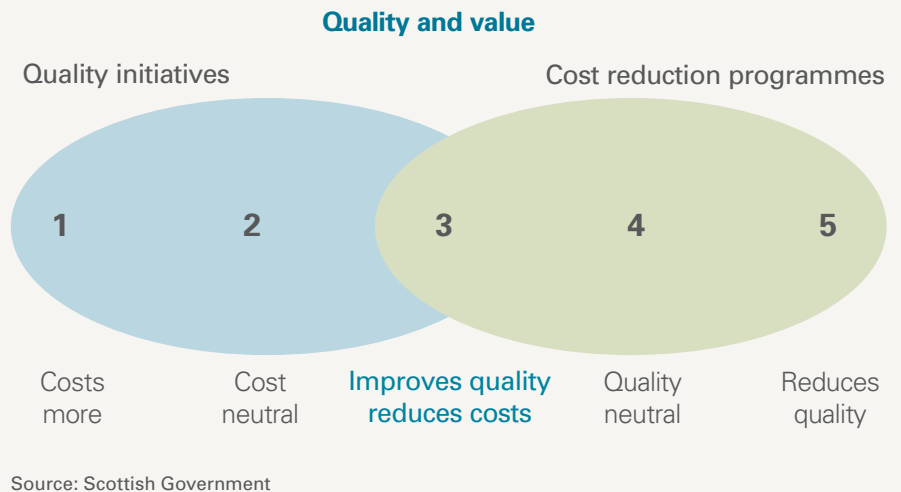 Quality and value
Quality initiatives
Cost reduction programmes
1
2
3
4
5
Costs
more
Cost
neutral
Improves quality
reduces costs
Quality
neutral
Reduces
quality
Source: Scottish Government